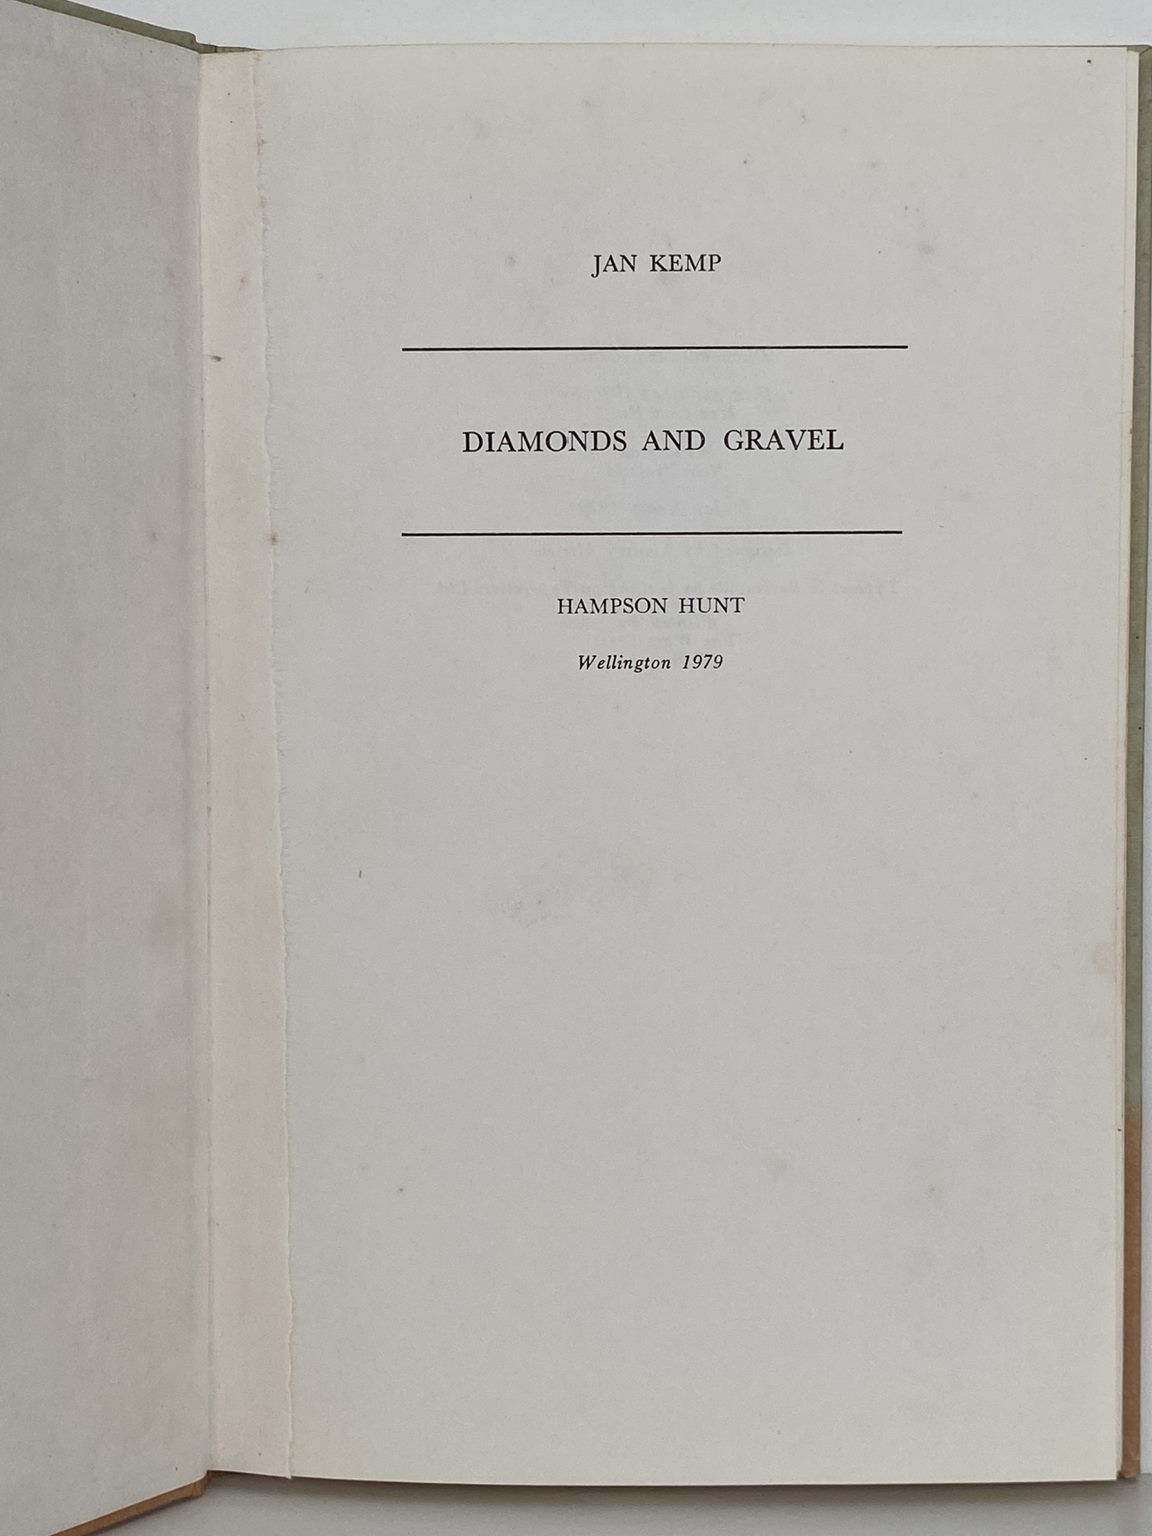 JAN KEMP
DIAMONDS AND GRAVEL
HAMPSON HUNT
Wellington 1979